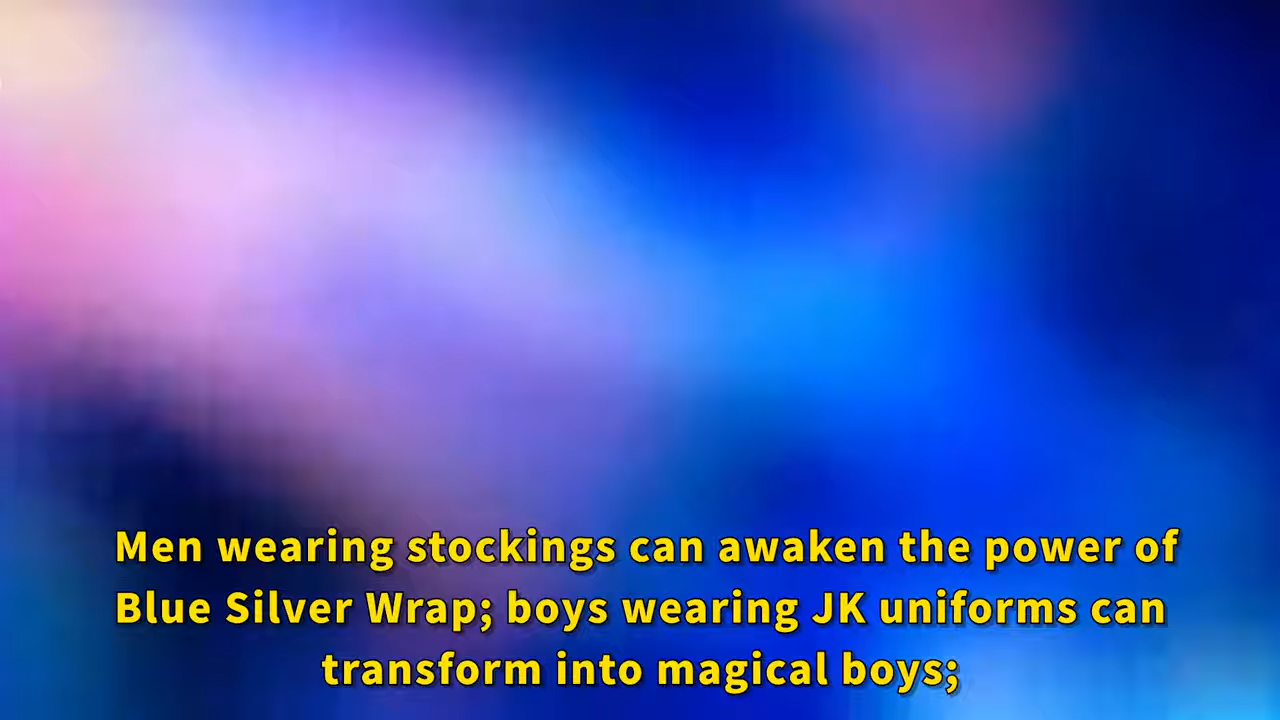 Men wearing stockings can awaken the power of
Blue Silver Wrap; boys wearing JK uniforms can
transform into magical boys;